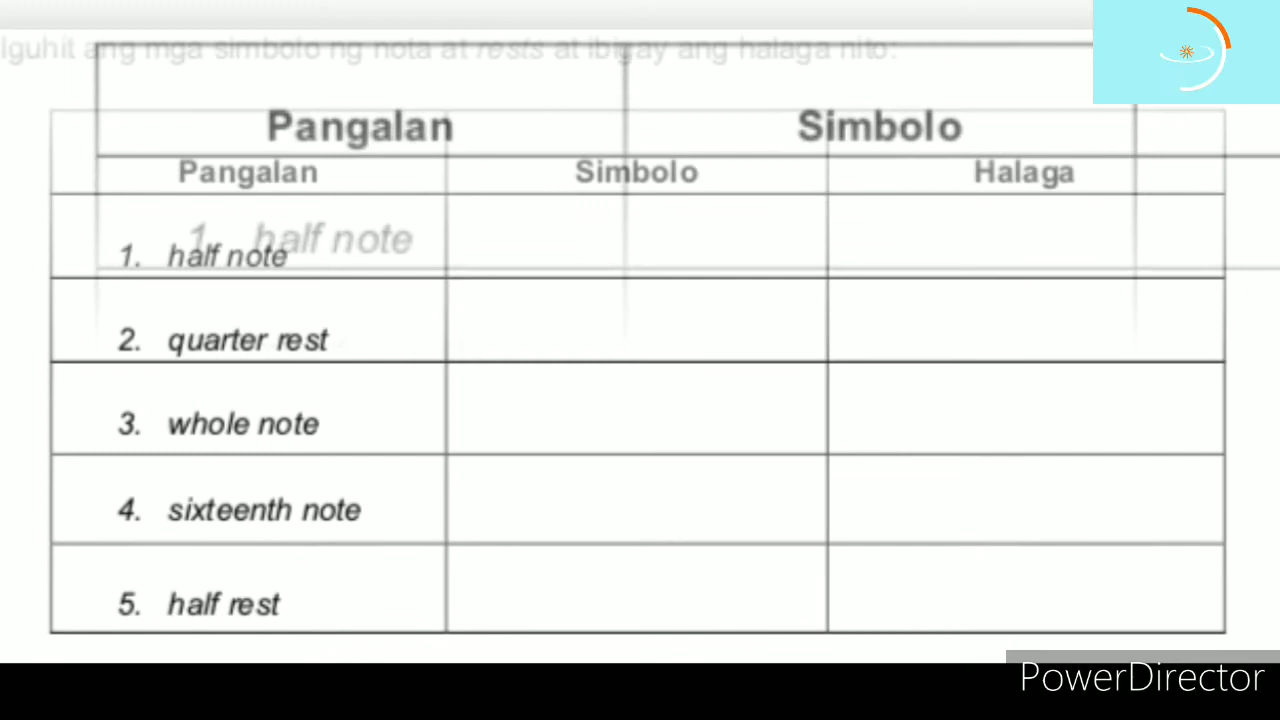 Iguhit ang mga simbolo ng nota at rests at ibigay ang halaga nito:
Pangalan Simbolo
Pangalan Simbolo Halaga
1. half note
1. half note
2. quarter rest
3. whole note
4. sixteenth note
5. half rest
PowerDirector